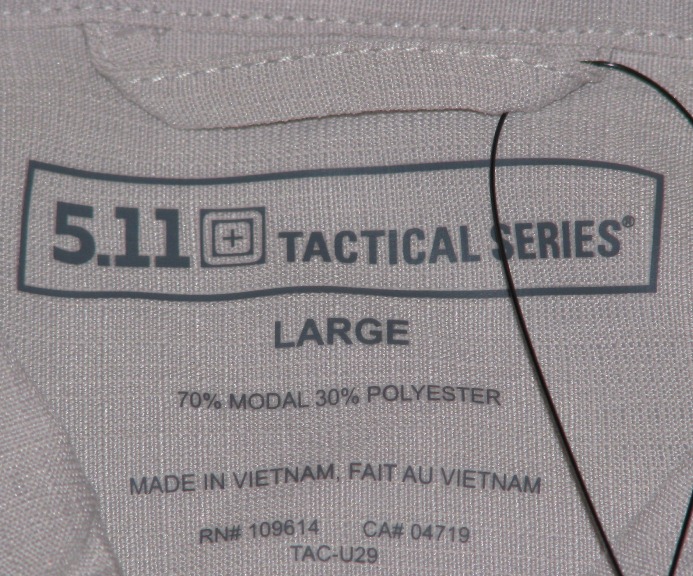 5.11 TACTICAL SERIES®
LARGE
70% MODAL 30% POLYESTER
MADE IN VIETNAM, FAIT AU VIETNAM
RN# 109614 CA# 04719
TAC-U29